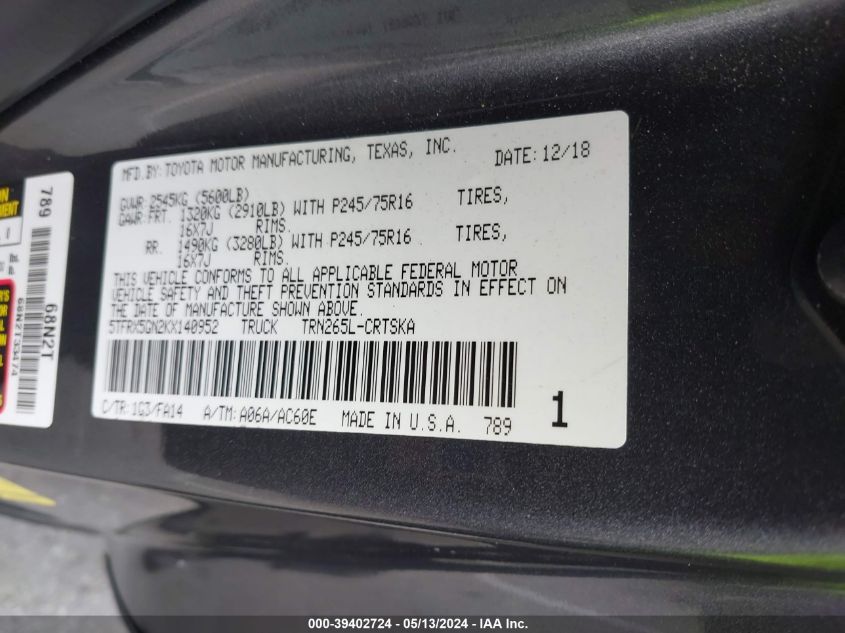 MFD.BY: TOYOTA MOTOR MANUFACTURING, TEXAS, INC. DATE: 12/18
GVWR: 2545KG (5600LB)
GAWR: FRT. 1320KG (2910LB) WITH P245/75R16 TIRES,
16X7J RIMS.
RR. 1490KG (3280LB) WITH P245/75R16 TIRES,
16X7J RIMS.
THIS VEHICLE CONFORMS TO ALL APPLICABLE FEDERAL MOTOR
VEHICLE SAFETY AND THEFT PREVENTION STANDARDS IN EFFECT ON
THE DATE OF MANUFACTURE SHOWN ABOVE.
5TFRX5GN2KX140952 TRUCK TRN265L-CRTSKA
C/TR: 1G3/FA14 A/TM: A06A/AC60E MADE IN U.S.A. 789
1
789
68N2T
68N2T33W174
000-39402724 - 05/13/2024 - IAA Inc.